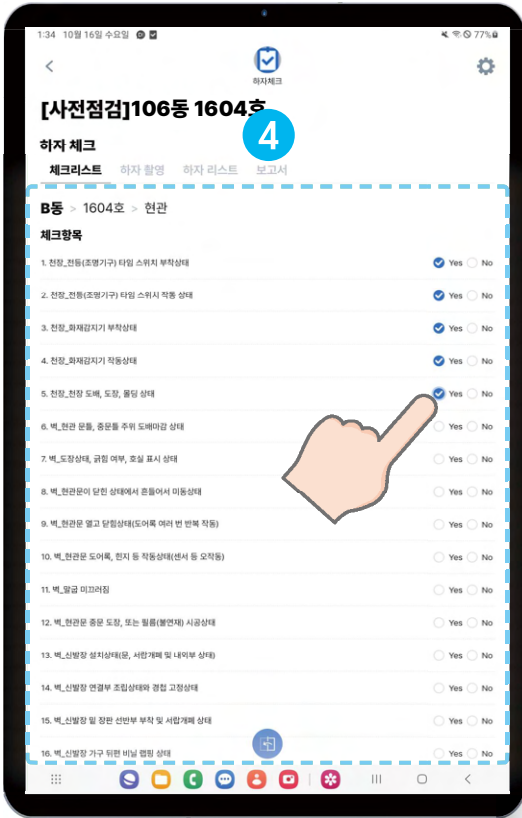 1:34 10월 16일 수요일
77%
하자체크
[사전점검]106동 1604호
4
하자 체크
체크리스트 하자 촬영 하자 리스트 보고서
B동 > 1604호 > 현관
체크항목
1. 천장_전등(조명기구) 타임 스위치 부착상태 Yes No
2. 천장_전등(조명기구) 타임 스위치 작동 상태 Yes No
3. 천장_화재감지기 부착상태 Yes No
4. 천장_화재감지기 작동상태 Yes No
5. 천장_천장 도배, 도장, 몰딩 상태 Yes No
6. 벽_현관 문틀, 중문틀 주위 도배마감 상태 Yes No
7. 벽_도장상태, 긁힘 여부, 호실 표시 상태 Yes No
8. 벽_현관문이 닫힌 상태에서 흔들어서 미동상태 Yes No
9. 벽_현관문 열고 닫힘상태(도어록 여러 번 반복 작동) Yes No
10. 벽_현관문 도어록, 힌지 등 작동상태(센서 등 오작동) Yes No
11. 벽_말굽 미끄러짐 Yes No
12. 벽_현관문 중문 도장, 또는 필름(불연재) 시공상태 Yes No
13. 벽_신발장 설치상태(문, 서랍개폐 및 내외부 상태) Yes No
14. 벽_신발장 연결부 조립상태와 경첩 고정상태 Yes No
15. 벽_신발장 밑 장판 선반부 부착 및 서랍개폐 상태 Yes No
16. 벽_신발장 가구 뒤편 비닐 랩핑 상태 Yes No